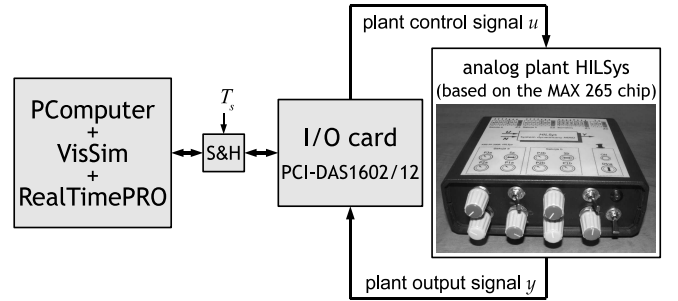 plant control signal u
PComputer
+
VisSim
+
RealTimePRO
T_s
S&H
I/O card
PCI-DAS1602/12
analog plant HILSys
(based on the MAX 265 chip)
plant output signal y